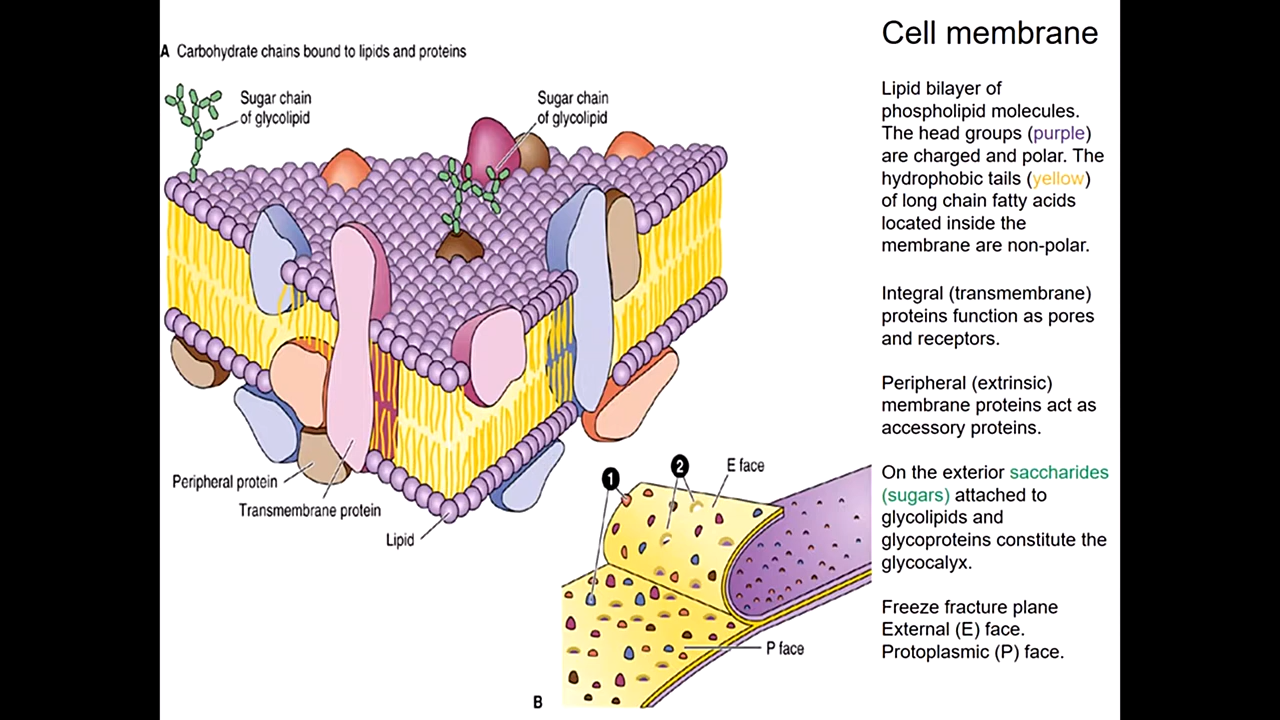 Cell membrane
A Carbohydrate chains bound to lipids and proteins
Sugar chain
of glycolipid
Sugar chain
of glycolipid
Peripheral protein
Transmembrane protein
Lipid
1
2
E face
P face
B
Lipid bilayer of
phospholipid molecules.
The head groups (purple)
are charged and polar. The
hydrophobic tails (yellow)
of long chain fatty acids
located inside the
membrane are non-polar.
Integral (transmembrane)
proteins function as pores
and receptors.
Peripheral (extrinsic)
membrane proteins act as
accessory proteins.
On the exterior saccharides
(sugars) attached to
glycolipids and
glycoproteins constitute the
glycocalyx.
Freeze fracture plane
External (E) face.
Protoplasmic (P) face.